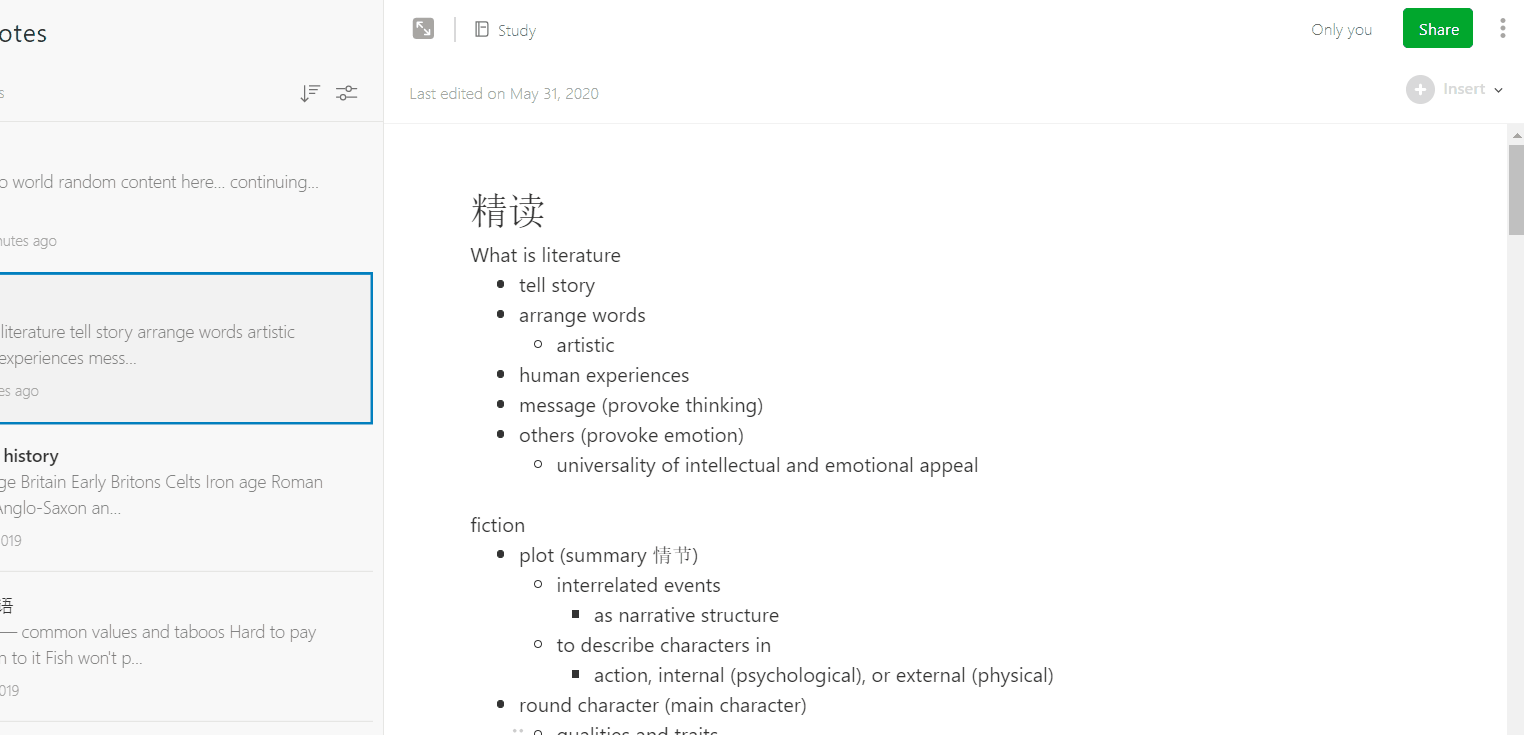 otes
s
o world random content here... continuing...
nutes ago
literature tell story arrange words artistic
experiences mess...
es ago
history
ge Britain Early Britons Celts Iron age Roman
Anglo-Saxon an...
019
语
— common values and taboos Hard to pay
n to it Fish won't p...
019
Study
Only you
Share
Last edited on May 31, 2020
Insert
精读
What is literature
tell story
arrange words
artistic
human experiences
message (provoke thinking)
others (provoke emotion)
universality of intellectual and emotional appeal
fiction
plot (summary 情节)
interrelated events
as narrative structure
to describe characters in
action, internal (psychological), or external (physical)
round character (main character)
qualities and traits